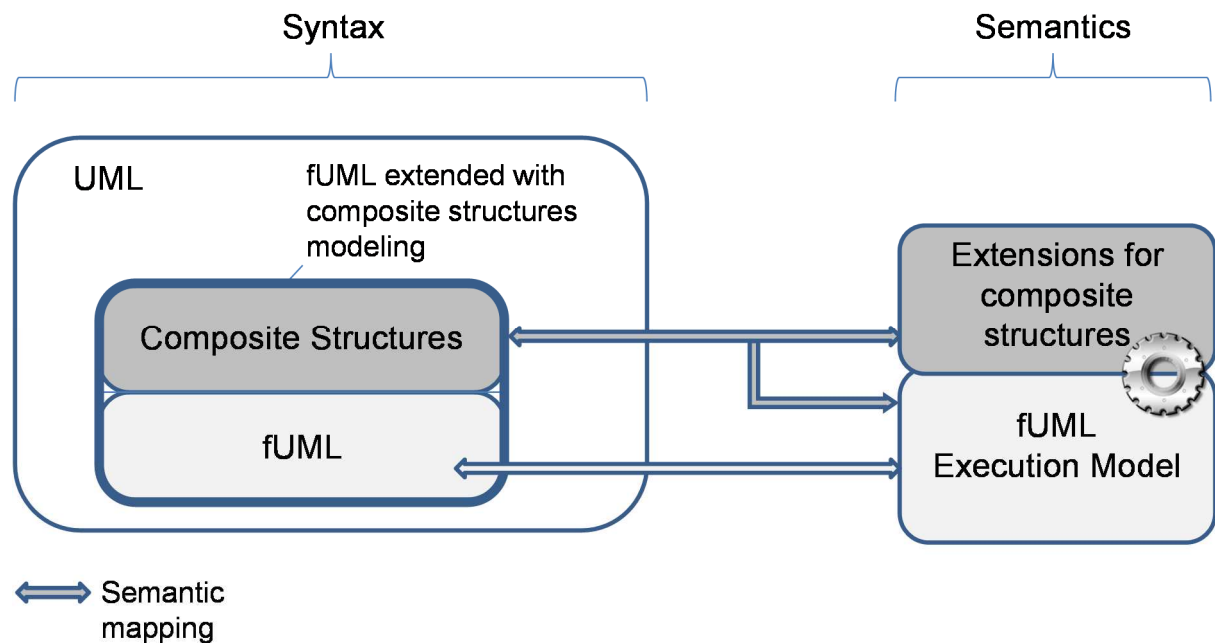 Syntax
Semantics
UML
fUML extended with
composite structures
modeling
Composite Structures
fUML
Extensions for
composite
structures
fUML
Execution Model
Semantic
mapping